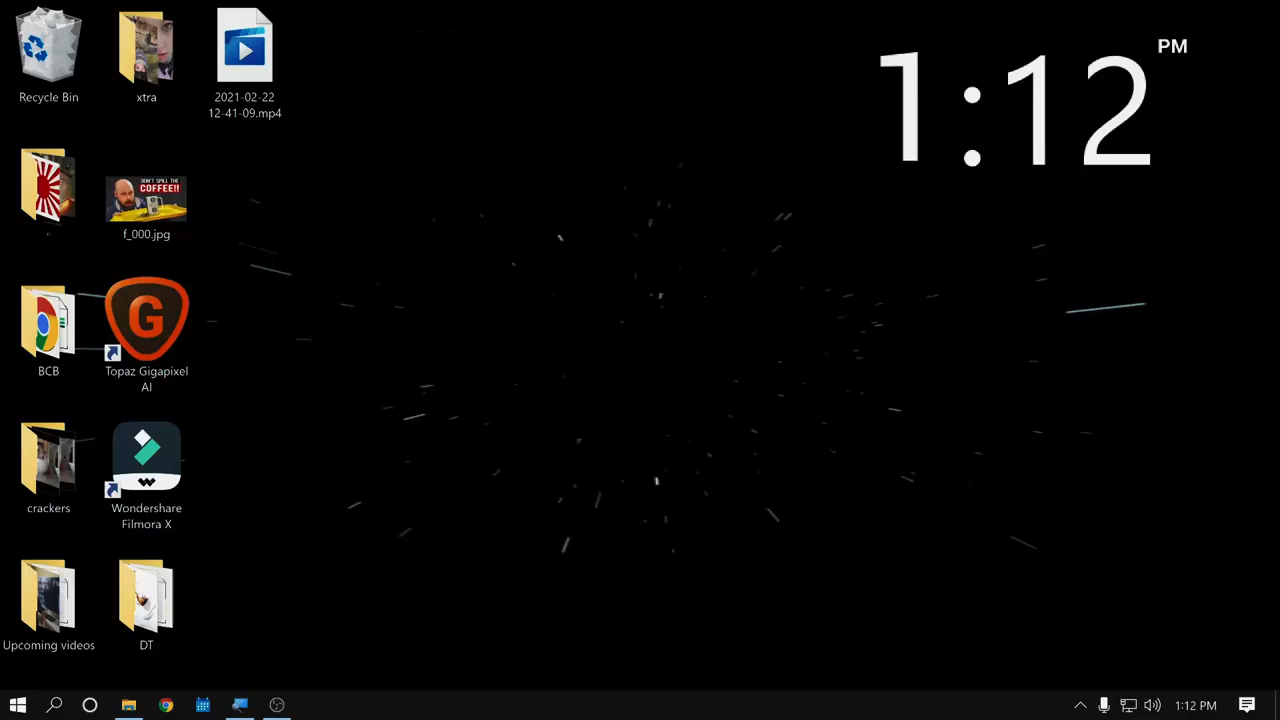 Recycle Bin
xtra
2021-02-22
12-41-09.mp4
PM
1:12
DON'T SPILL THE
COFFEE!!
f_000.jpg
G
BCB
Topaz Gigapixel
AI
crackers
Wondershare
Filmora X
Upcoming videos
DT
1:12 PM